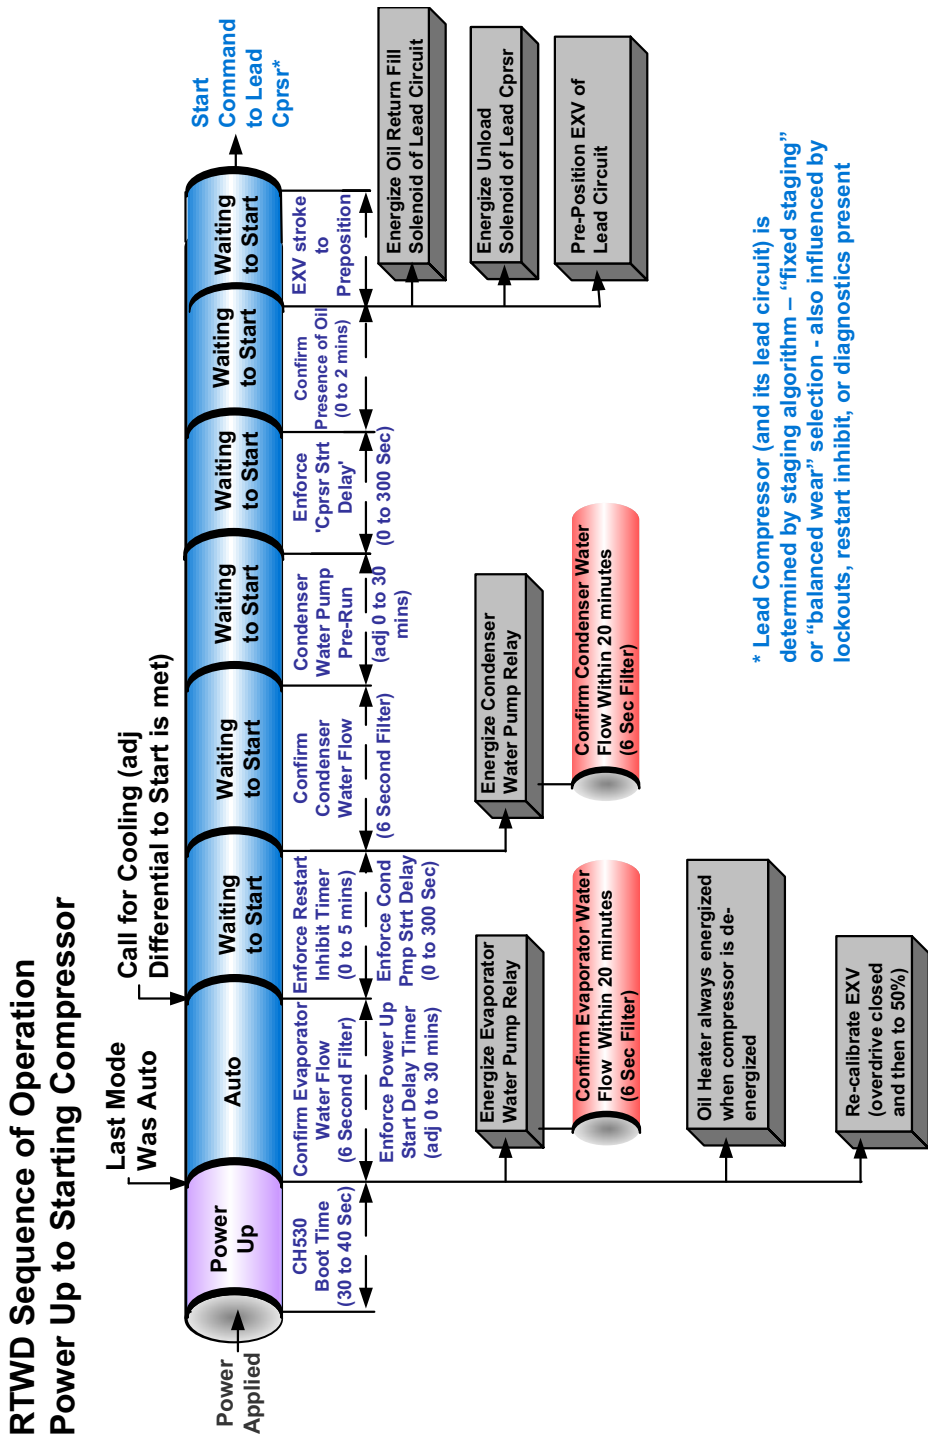 RTWD Sequence of Operation
Power Up to Starting Compressor
Last Mode
Was Auto
Call for Cooling (adj
Differential to Start is met)
Power
Applied
Power
Up
Auto
Waiting
to Start
Waiting
to Start
Waiting
to Start
Waiting
to Start
Waiting
to Start
Waiting
to Start
Start
Command
to Lead
Cprsr*
CH530
Boot Time
(30 to 40 Sec)
Confirm Evaporator
Water Flow
(6 Second Filter)
Enforce Power Up
Start Delay Timer
(adj 0 to 30 mins)
Enforce Restart
Inhibit Timer
(0 to 5 mins)
Enforce Cond
Pmp Strt Delay
(0 to 300 Sec)
Confirm
Condenser
Water Flow
(6 Second Filter)
Condenser
Water Pump
Pre-Run
(adj 0 to 30
mins)
Enforce
'Cprsr Strt
Delay'
(0 to 300 Sec)
Confirm
Presence of Oil
(0 to 2 mins)
EXV stroke
to
Preposition
Energize Evaporator
Water Pump Relay
Confirm Evaporator Water
Flow Within 20 minutes
(6 Sec Filter)
Oil Heater always energized
when compressor is de-
energized
Re-calibrate EXV
(overdrive closed
and then to 50%)
Energize Condenser
Water Pump Relay
Confirm Condenser Water
Flow Within 20 minutes
(6 Sec Filter)
Energize Oil Return Fill
Solenoid of Lead Circuit
Energize Unload
Solenoid of Lead Cprsr
Pre-Position EXV of
Lead Circuit
* Lead Compressor (and its lead circuit) is
determined by staging algorithm – “fixed staging”
or “balanced wear” selection - also influenced by
lockouts, restart inhibit, or diagnostics present